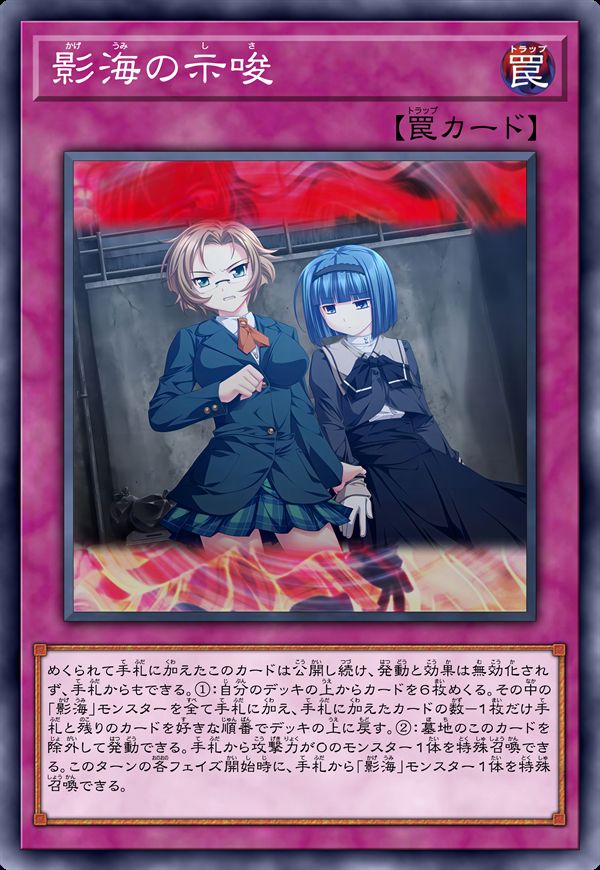 影海の示唆
罠
【罠カード】
めくられて手札に加えたこのカードは公開し続け、発動と効果は無効化され
ず、手札からもできる。①：自分のデッキの上からカードを６枚めくる。その中の
「影海」モンスターを全て手札に加え、手札に加えたカードの数－１枚だけ手
札と残りのカードを好きな順番でデッキの上に戻す。②：墓地のこのカードを
除外して発動できる。手札から攻撃力が０のモンスター１体を特殊召喚でき
る。このターンの各フェイズ開始時に、手札から「影海」モンスター１体を特殊
召喚できる。